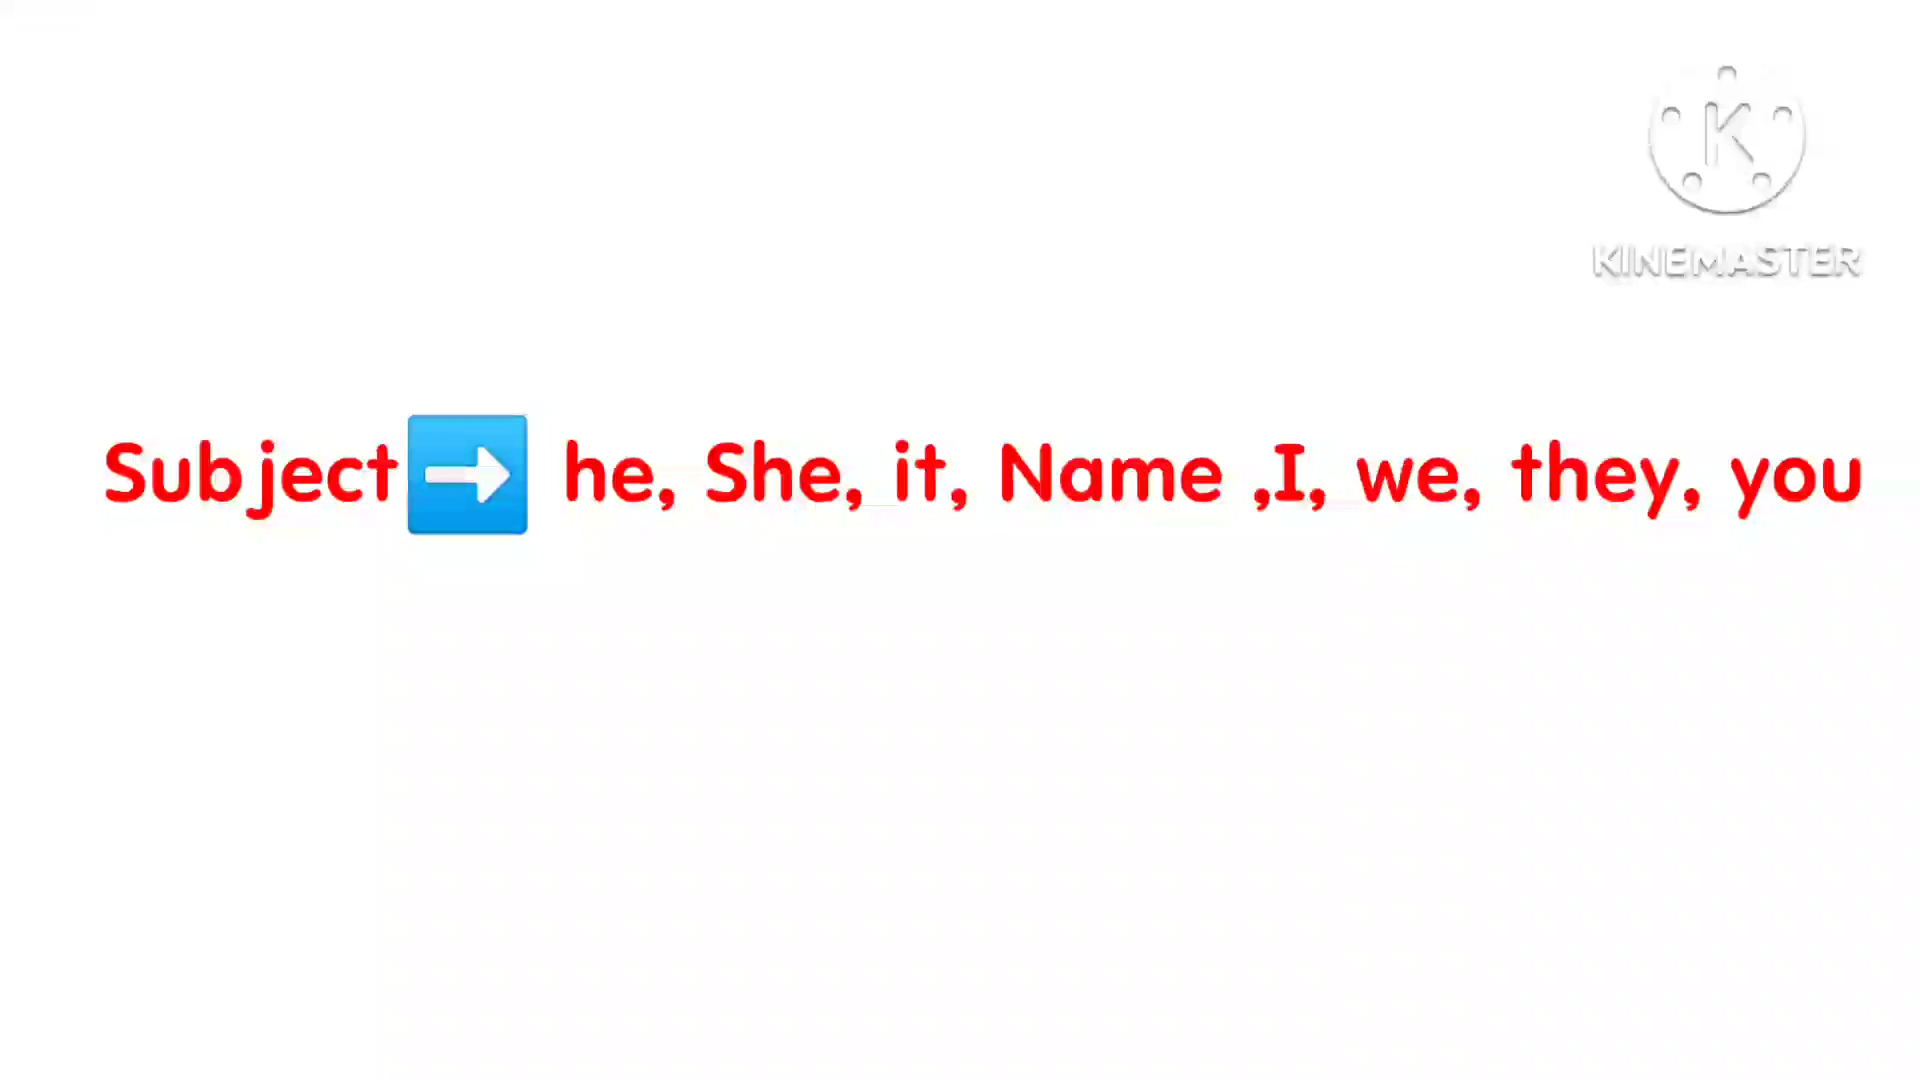 K
KINEMASTER
Subject➡️ he, She, it, Name ,I, we, they, you